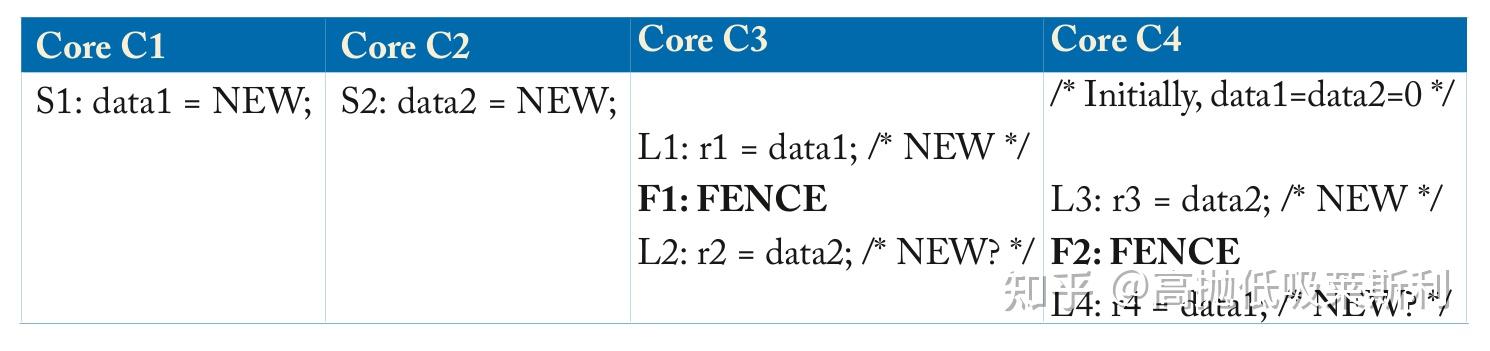 Core C1
Core C2
Core C3
Core C4
S1: data1 = NEW;
S2: data2 = NEW;
/* Initially, data1=data2=0 */
L1: r1 = data1; /* NEW */
F1: FENCE
L3: r3 = data2; /* NEW */
L2: r2 = data2; /* NEW? */
F2: FENCE
L4: r4 = data1; /* NEW? */
知乎 @高抛低吸莱斯利